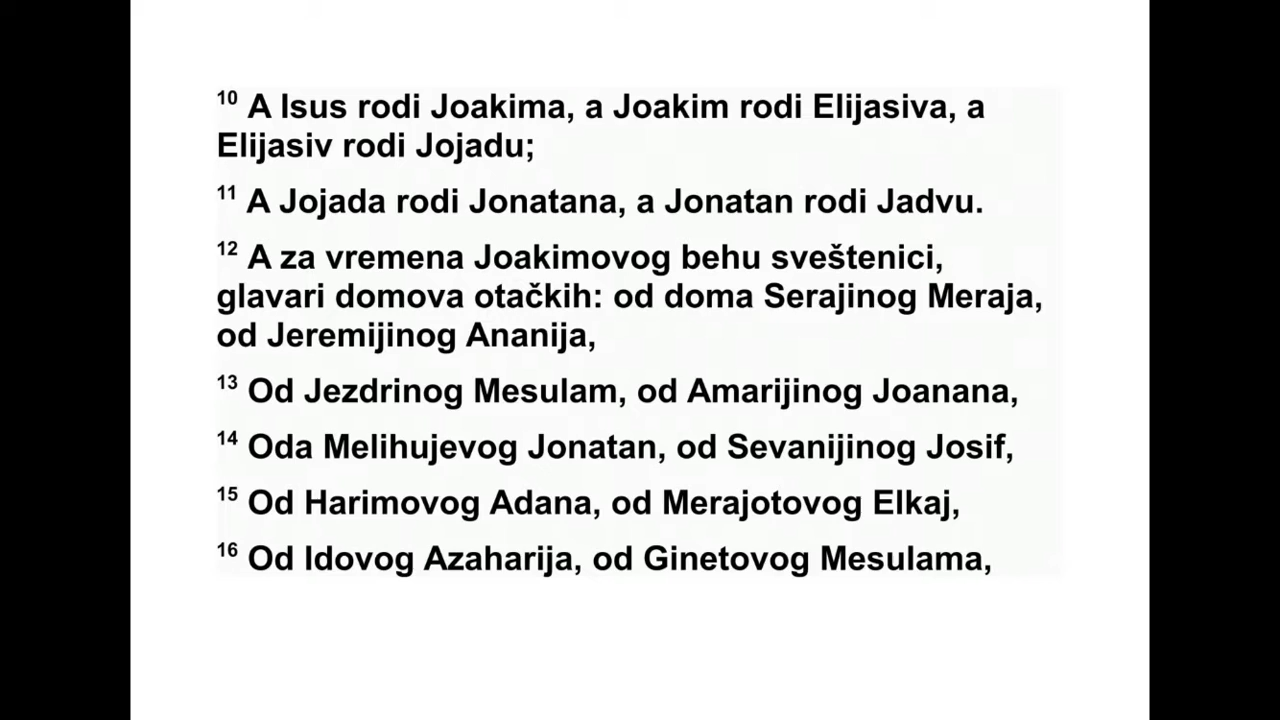 10 A Isus rodi Joakima, a Joakim rodi Elijasiva, a
Elijasiv rodi Jojadu;
11 A Jojada rodi Jonatana, a Jonatan rodi Jadvu.
12 A za vremena Joakimovog behu sveštenici,
glavari domova otačkih: od doma Serajinog Meraja,
od Jeremijinog Ananija,
13 Od Jezdrinog Mesulam, od Amarijinog Joanana,
14 Oda Melihujevog Jonatan, od Sevanijinog Josif,
15 Od Harimovog Adana, od Merajotovog Elkaj,
16 Od Idovog Azaharija, od Ginetovog Mesulama,